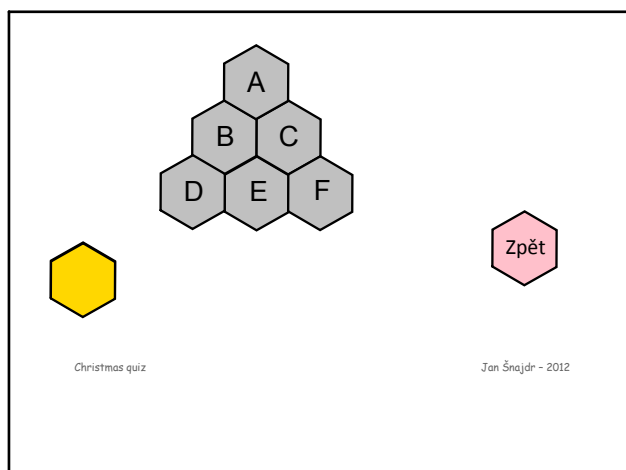 A
B C
D E F
Zpět
Christmas quiz
Jan Šnajdr – 2012